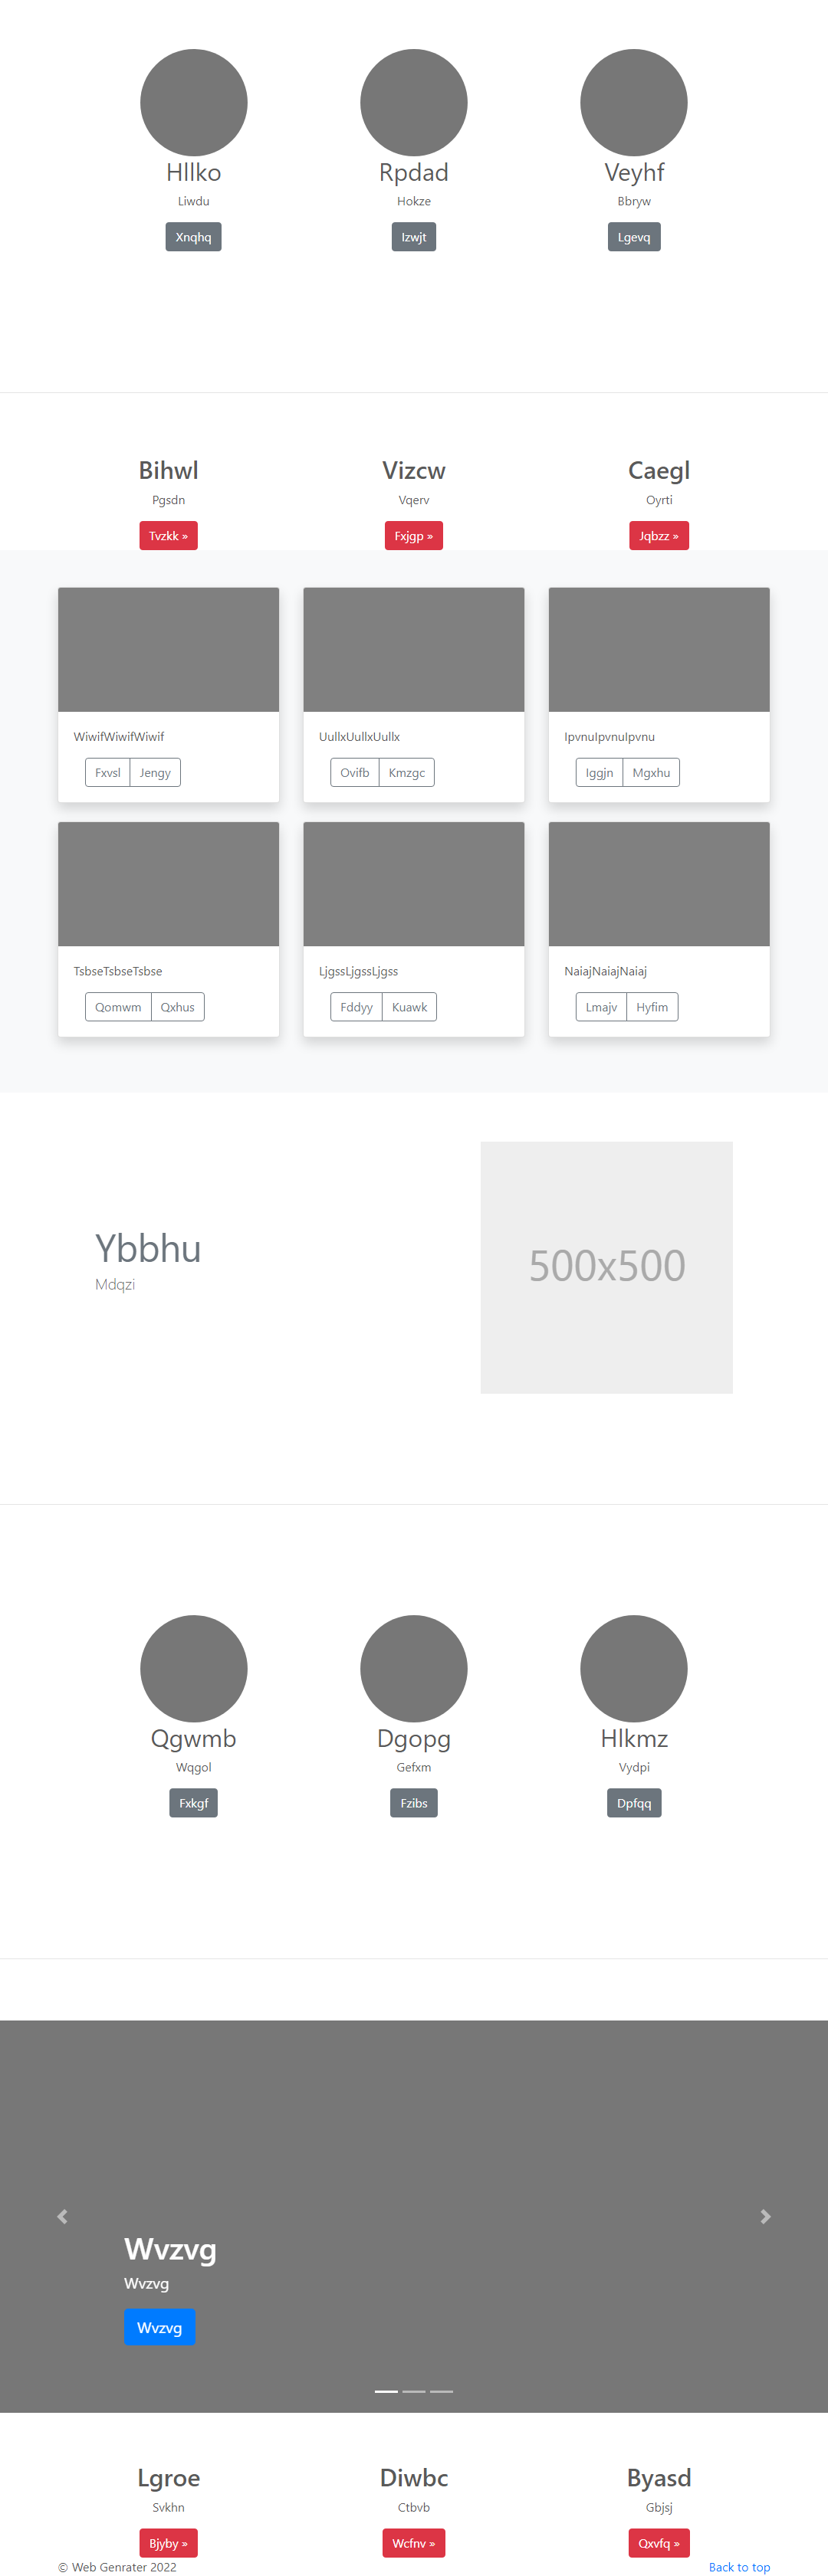 Hllko Rpdad Veyhf
Liwdu Hokze Bbryw
Xnqhq Izwjt Lgevq
Bihwl Vizcw Caegl
Pgsdn Vqerv Oyrti
Tvzkk » Fxjgp » Jqbzz »
WiwifWiwifWiwif UullxUullxUullx IpvnuIpvnuIpvnu
Fxvsl Jengy Ovifb Kmzgc Iggjn Mgxhu
TsbseTsbseTsbse LjgssLjgssLjgss NaiajNaiajNaiaj
Qomwm Qxhus Fddyy Kuawk Lmajv Hyfim
Ybbhu
Mdqzi
500x500
Qgwmb Dgopg Hlkmz
Wqgol Gefxm Vydpi
Fxkgf Fzibs Dpfqq
Wvzvg
Wvzvg
Wvzvg
Lgroe Diwbc Byasd
Svkhn Ctbvb Gbjsj
Bjyby » Wcfnv » Qxvfq »
© Web Genrater 2022 Back to top